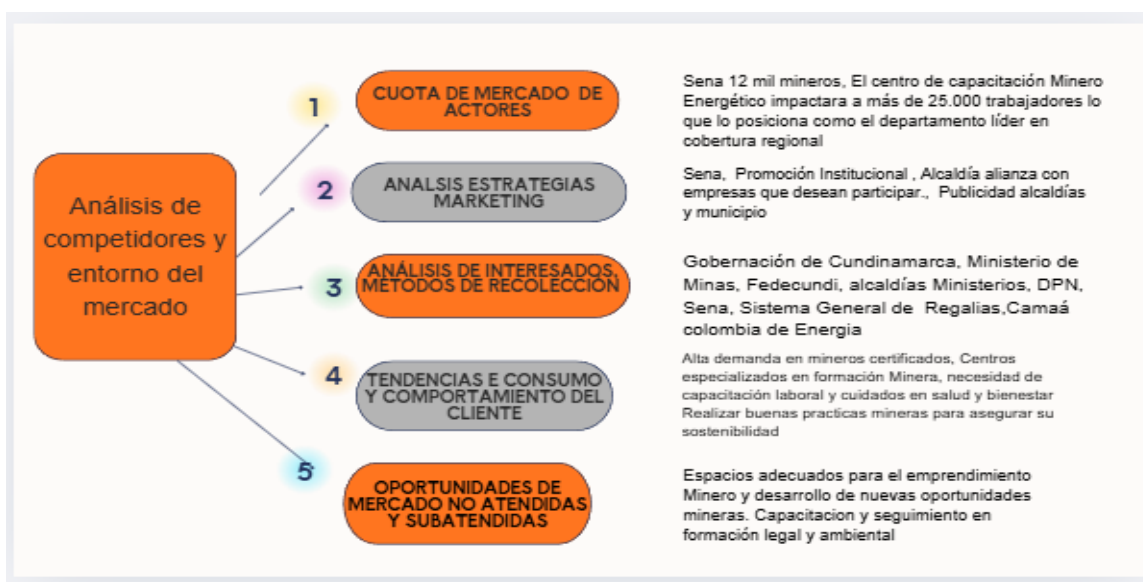 Análisis de
competidores y
entorno del
mercado
1
CUOTA DE MERCADO DE
ACTORES
Sena 12 mil mineros, El centro de capacitación Minero
Energético impactara a más de 25.000 trabajadores lo
que lo posiciona como el departamento líder en
cobertura regional
2
ANALSIS ESTRATEGIAS
MARKETING
Sena, Promoción Institucional , Alcaldía alianza con
empresas que desean participar., Publicidad alcaldías
y municipio
3
ANÁLISIS DE INTERESADOS,
MÉTODOS DE RECOLECCIÓN
Gobernación de Cundinamarca, Ministerio de
Minas, Fedecundi, alcaldías Ministerios, DPN,
Sena, Sistema General de Regalias,Camaá
colombia de Energia
4
TENDENCIAS E CONSUMO
Y COMPORTAMIENTO DEL
CLIENTE
Alta demanda en mineros certificados, Centros
especializados en formación Minera, necesidad de
capacitación laboral y cuidados en salud y bienestar
Realizar buenas practicas mineras para asegurar su
sostenibilidad
5
OPORTUNIDADES DE
MERCADO NO ATENDIDAS
Y SUBATENDIDAS
Espacios adecuados para el emprendimiento
Minero y desarrollo de nuevas oportunidades
mineras. Capacitacion y seguimiento en
formación legal y ambiental